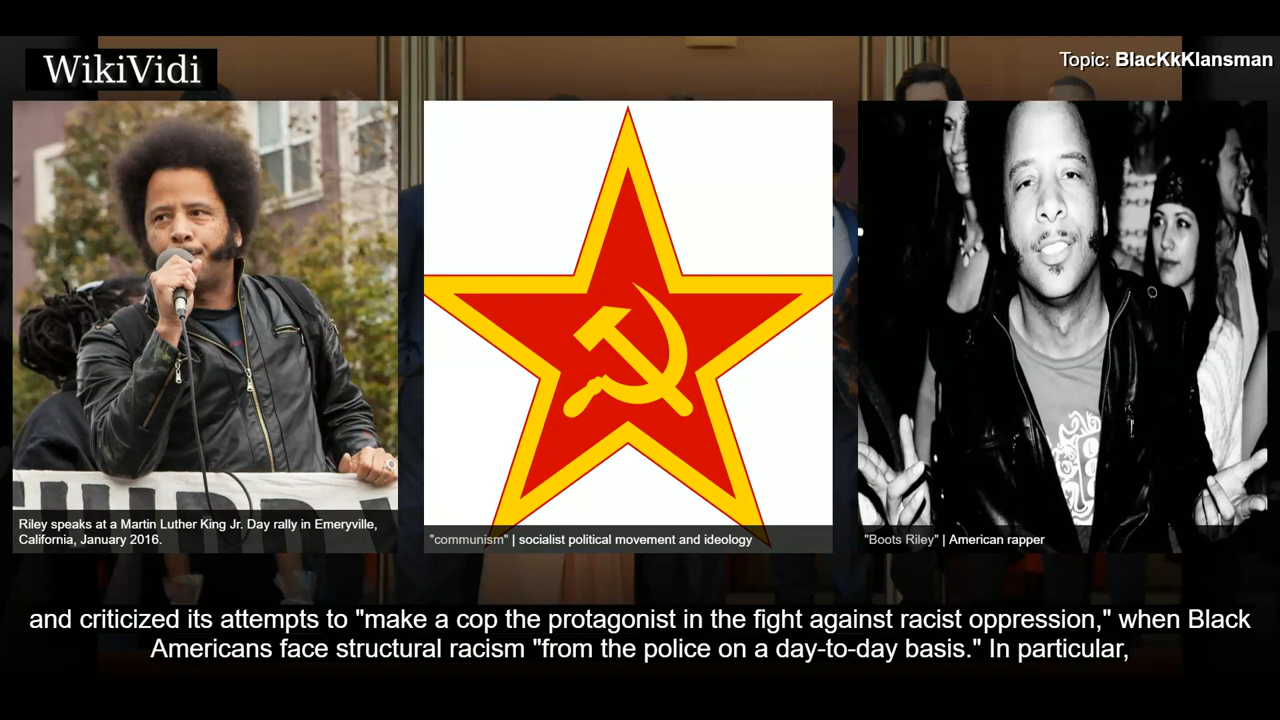 WikiVidi
Topic: BlacKkKlansman
Riley speaks at a Martin Luther King Jr. Day rally in Emeryville,
California, January 2016.
"communism" | socialist political movement and ideology
"Boots Riley" | American rapper
and criticized its attempts to "make a cop the protagonist in the fight against racist oppression," when Black
Americans face structural racism "from the police on a day-to-day basis." In particular,